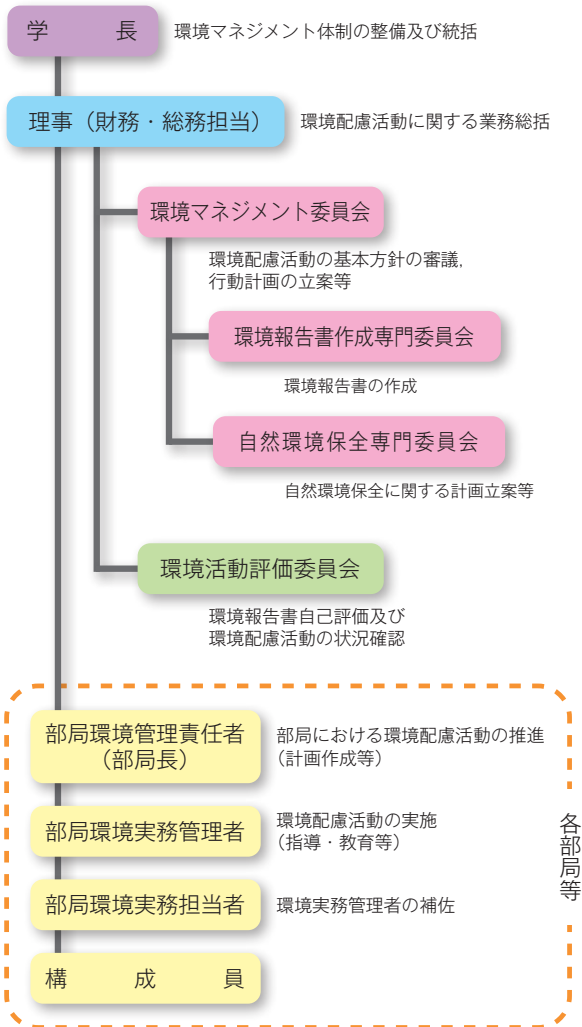 学　　　長
環境マネジメント体制の整備及び統括
理事（財務・総務担当）
環境配慮活動に関する業務総括
環境マネジメント委員会
環境配慮活動の基本方針の審議，
行動計画の立案等
環境報告書作成専門委員会
環境報告書の作成
自然環境保全専門委員会
自然環境保全に関する計画立案等
環境活動評価委員会
環境報告書自己評価及び
環境配慮活動の状況確認
部局環境管理責任者
（部局長）
部局における環境配慮活動の推進
（計画作成等）
部局環境実務管理者
環境配慮活動の実施
（指導・教育等）
部局環境実務担当者
環境実務管理者の補佐
構　　成　　員
各部局等